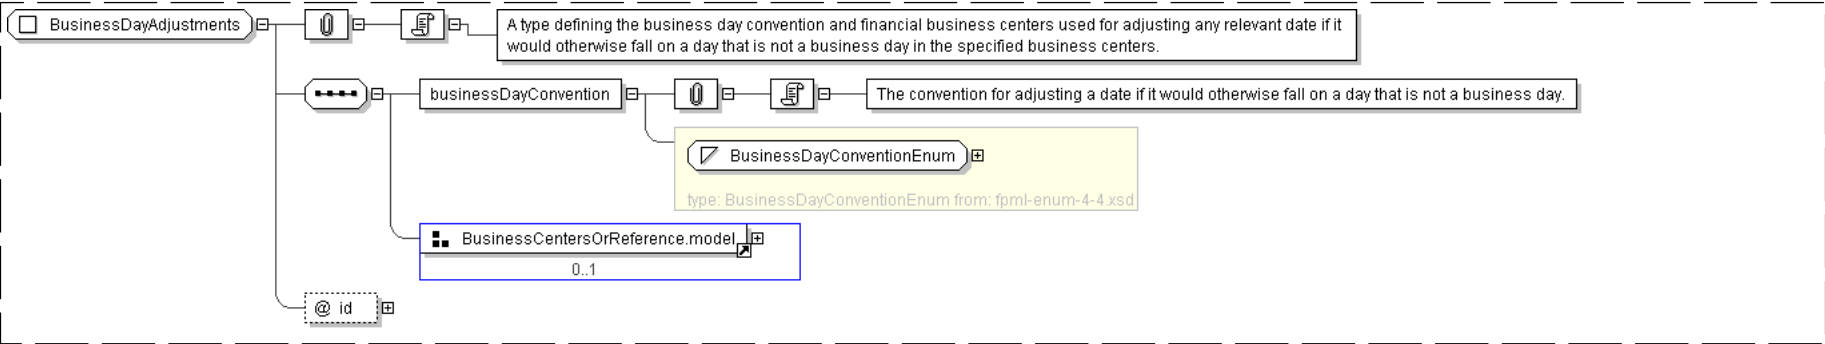 BusinessDayAdjustments
A type defining the business day convention and financial business centers used for adjusting any relevant date if it
would otherwise fall on a day that is not a business day in the specified business centers.
businessDayConvention
The convention for adjusting a date if it would otherwise fall on a day that is not a business day.
BusinessDayConventionEnum
type: BusinessDayConventionEnum from: fpml-enum-4-4.xsd
BusinessCentersOrReference.model
0..1
@ id